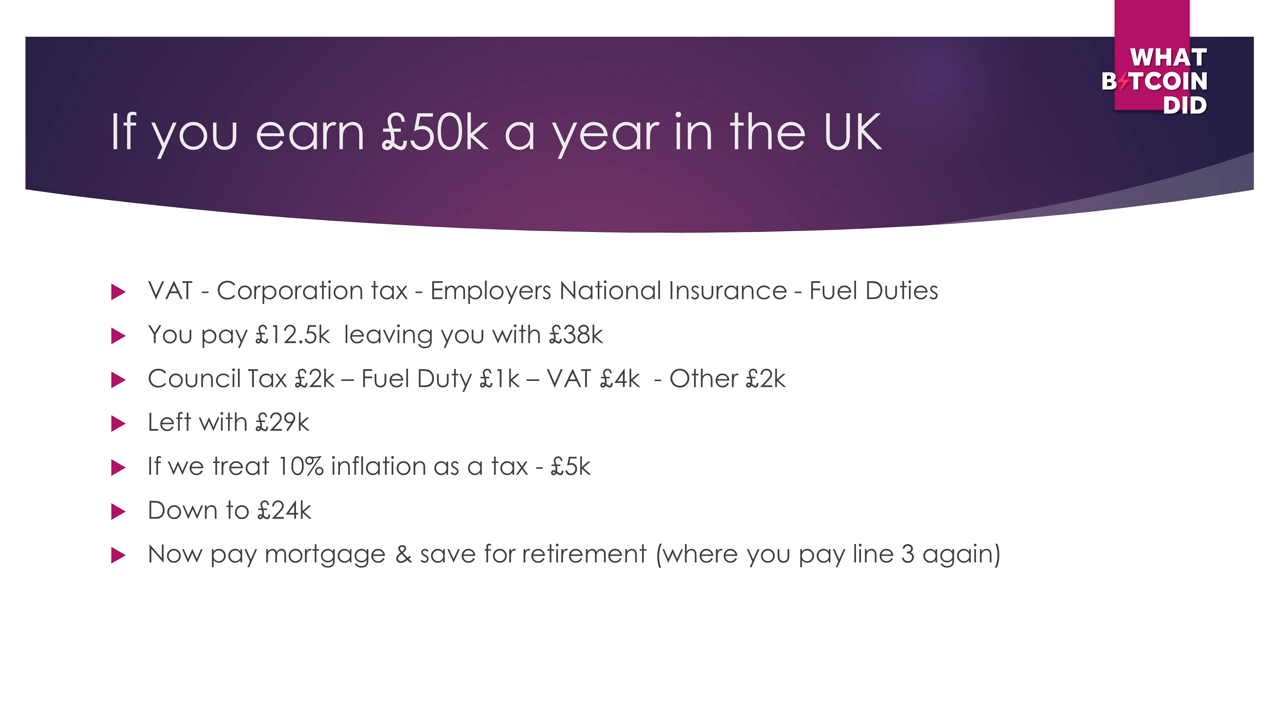 WHAT
B⚡TCOIN
DID
If you earn £50k a year in the UK
VAT - Corporation tax - Employers National Insurance - Fuel Duties
You pay £12.5k leaving you with £38k
Council Tax £2k – Fuel Duty £1k – VAT £4k - Other £2k
Left with £29k
If we treat 10% inflation as a tax - £5k
Down to £24k
Now pay mortgage & save for retirement (where you pay line 3 again)